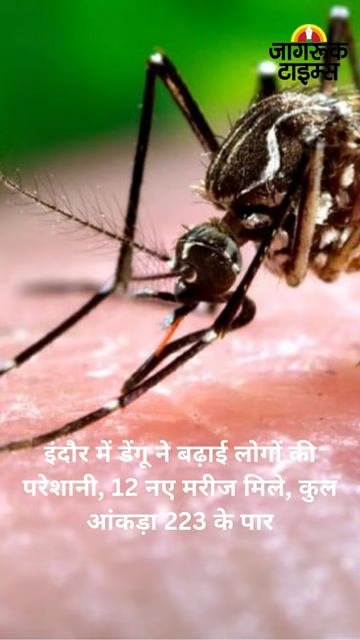 जागरूक
टाइम्स
इंदौर में डेंगू ने बढ़ाई लोगों की
परेशानी, 12 नए मरीज मिले, कुल
आंकड़ा 223 के पार